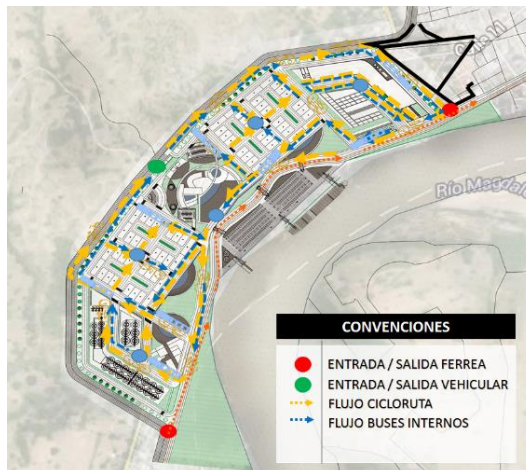 Río Magdal
CONVENCIONES
ENTRADA / SALIDA FERREA
ENTRADA / SALIDA VEHICULAR
FLUJO CICLORUTA
FLUJO BUSES INTERNOS